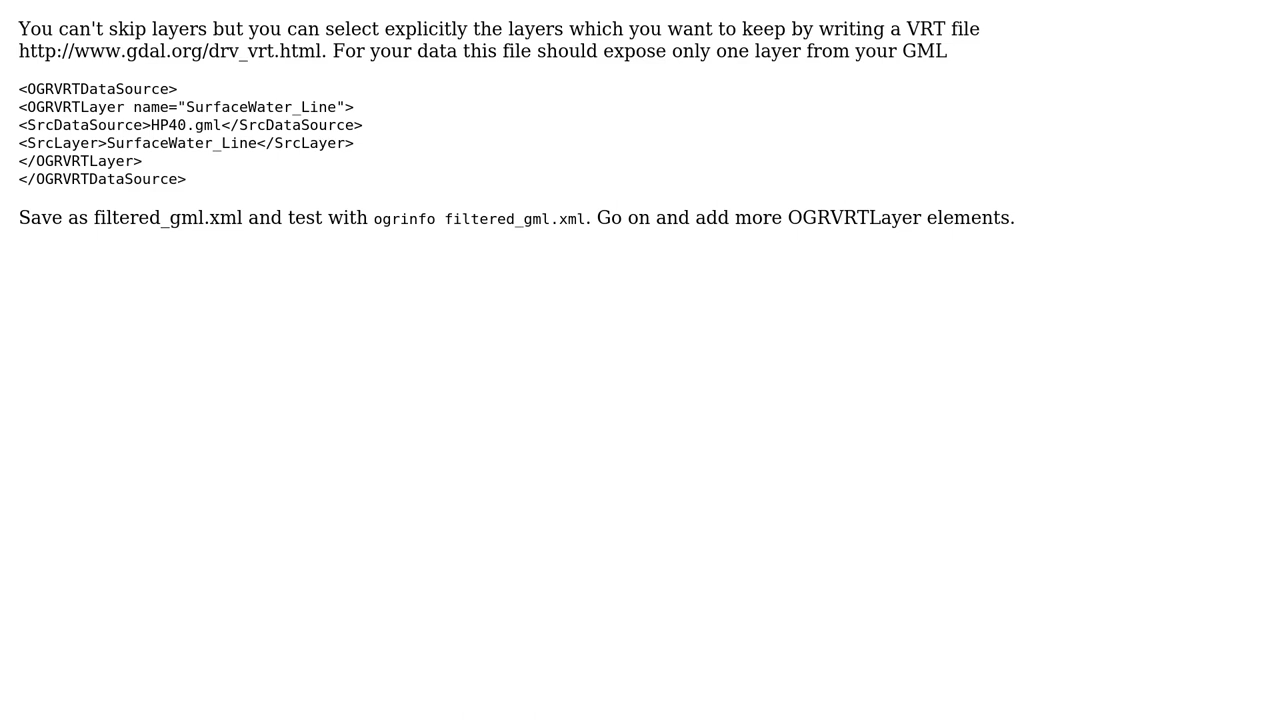 You can't skip layers but you can select explicitly the layers which you want to keep by writing a VRT file
http://www.gdal.org/drv_vrt.html. For your data this file should expose only one layer from your GML
<OGRVRTDataSource>
<OGRVRTLayer name="SurfaceWater_Line">
<SrcDataSource>HP40.gml</SrcDataSource>
<SrcLayer>SurfaceWater_Line</SrcLayer>
</OGRVRTLayer>
</OGRVRTDataSource>
Save as filtered_gml.xml and test with ogrinfo filtered_gml.xml. Go on and add more OGRVRTLayer elements.